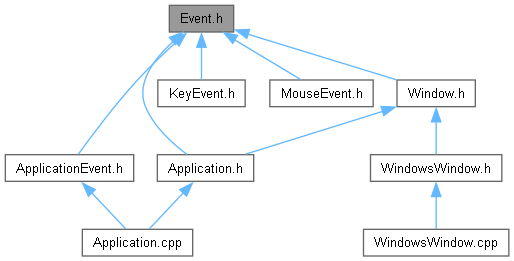 Event.h
KeyEvent.h
MouseEvent.h
Window.h
ApplicationEvent.h
Application.h
WindowsWindow.h
Application.cpp
WindowsWindow.cpp